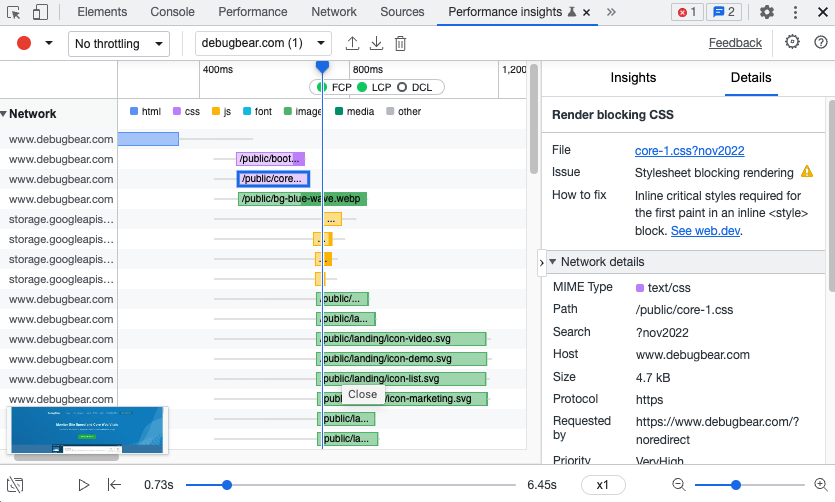 Elements Console Performance Network Sources Performance insights 1 2
No throttling debugbear.com (1) Feedback
400ms 800ms 1,200
FCP LCP DCL
Network
html css js font image media other
www.debugbear.com
www.debugbear.com /public/boot...
www.debugbear.com /public/core...
www.debugbear.com /public/bg-blue-wave.webp
storage.googleapis... ...
storage.googleapis... ...
storage.googleapis... ...
storage.googleapis...
www.debugbear.com /public/...
www.debugbear.com /public/la...
www.debugbear.com /public/landing/icon-video.svg
www.debugbear.com /public/landing/icon-demo.svg
www.debugbear.com /public/landing/icon-list.svg
Close
www.debugbear.com /icon-marketing.svg
/public/la...
/public/la...
0.73s 6.45s x1
Insights Details
Render blocking CSS
File core-1.css?nov2022
Issue Stylesheet blocking rendering
How to fix Inline critical styles required for
the first paint in an inline <style>
block. See web.dev.
Network details
MIME Type text/css
Path /public/core-1.css
Search ?nov2022
Host www.debugbear.com
Size 4.7 kB
Protocol https
Requested https://www.debugbear.com/?
by noredirect
Priority VeryHigh